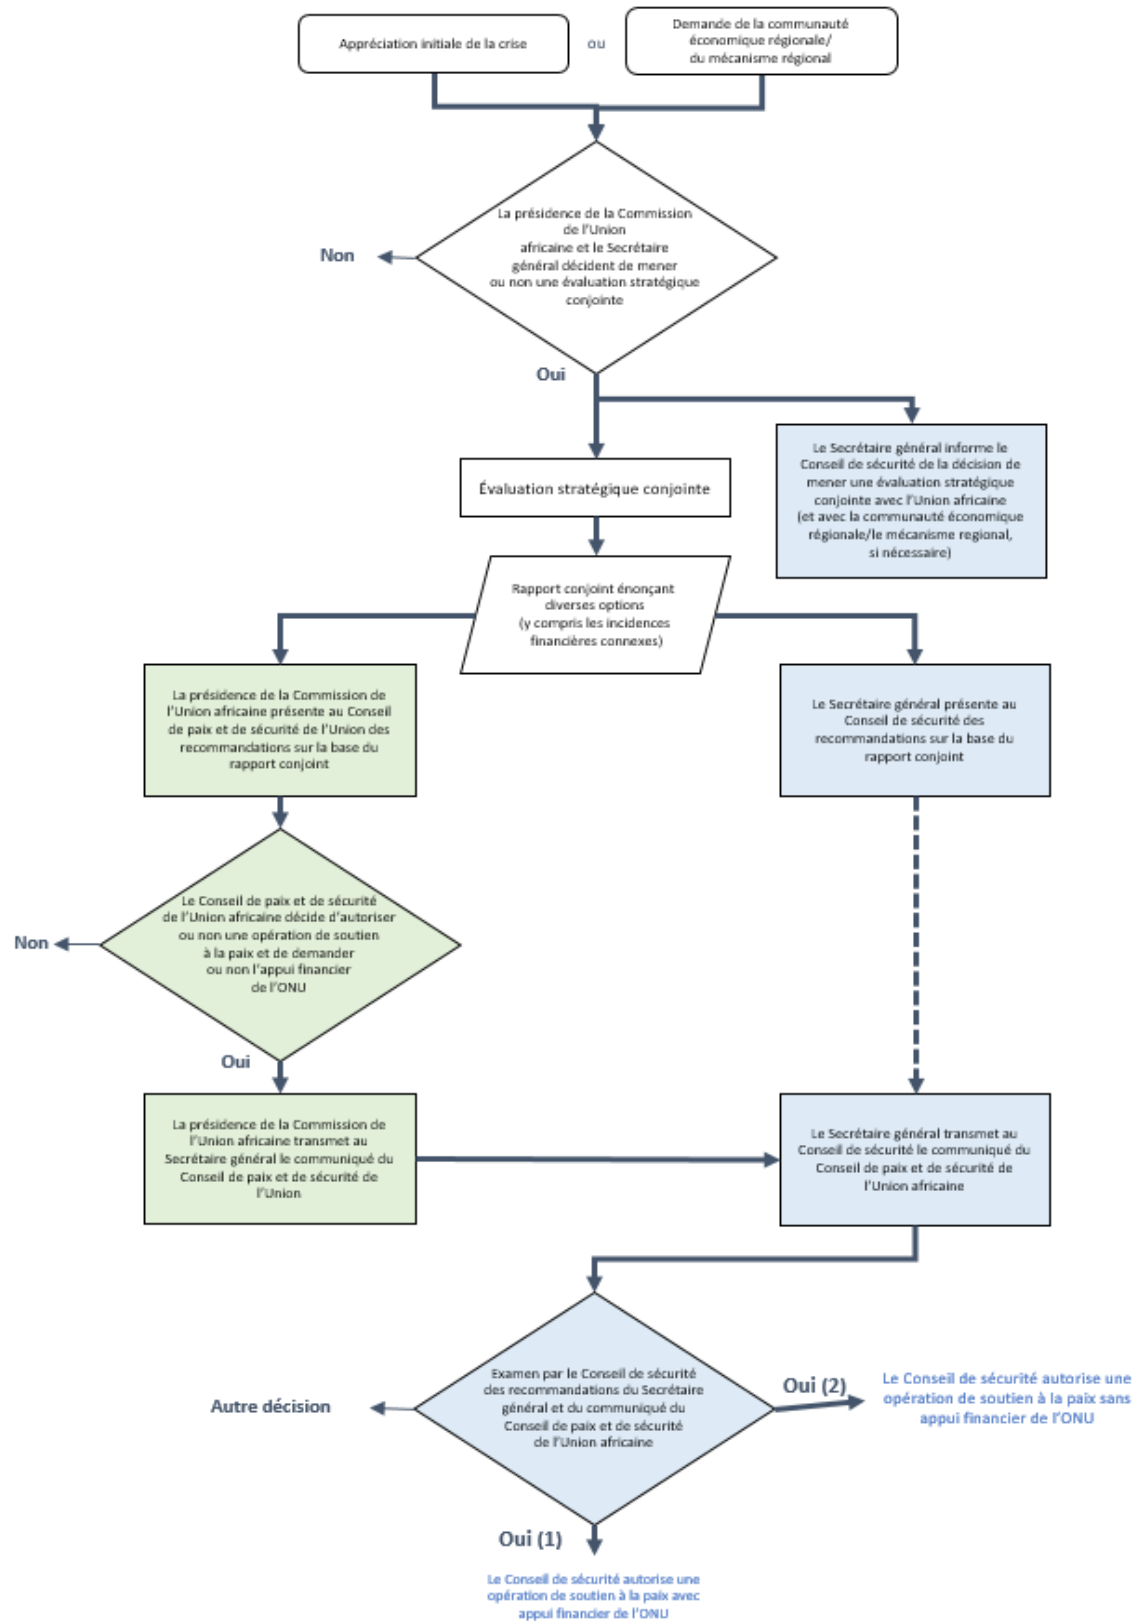 Appréciation initiale de la crise
ou
Demande de la communauté
économique régionale/
du mécanisme régional
La présidence de la Commission
de l'Union
africaine et le Secrétaire
général décident de mener
ou non une évaluation stratégique
conjointe
Non
Oui
Le Secrétaire général informe le
Conseil de sécurité de la décision de
mener une évaluation stratégique
conjointe avec l'Union africaine
(et avec la communauté économique
régionale/le mécanisme regional,
si nécessaire)
Évaluation stratégique conjointe
Rapport conjoint énonçant
diverses options
(y compris les incidences
financières connexes)
La présidence de la Commission de
l'Union africaine présente au Conseil
de paix et de sécurité de l'Union des
recommandations sur la base du
rapport conjoint
Le Secrétaire général présente au
Conseil de sécurité des
recommandations sur la base du
rapport conjoint
Le Conseil de paix et de sécurité
de l'Union africaine décide d'autoriser
ou non une opération de soutien
à la paix et de demander
ou non l'appui financier
de l'ONU
Non
Oui
La présidence de la Commission de
l'Union africaine transmet au
Secrétaire général le communiqué du
Conseil de paix et de sécurité de
l'Union
Le Secrétaire général transmet au
Conseil de sécurité le communiqué du
Conseil de paix et de sécurité de
l'Union africaine
Examen par le Conseil de sécurité
des recommandations du Secrétaire
général et du communiqué du
Conseil de paix et de sécurité
de l'Union africaine
Autre décision
Oui (2)
Le Conseil de sécurité autorise une
opération de soutien à la paix sans
appui financier de l'ONU
Oui (1)
Le Conseil de sécurité autorise une
opération de soutien à la paix avec
appui financier de l'ONU